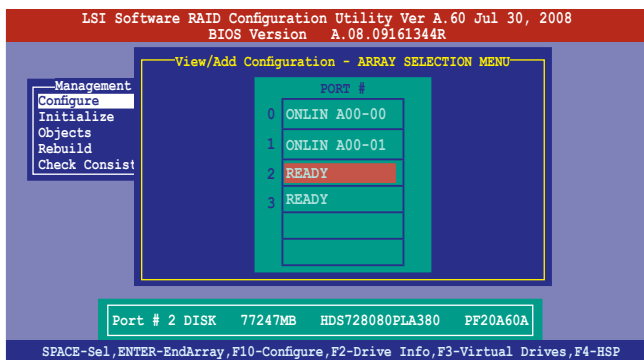 LSI Software RAID Configuration Utility Ver A.60 Jul 30, 2008
BIOS Version A.08.09161344R
View/Add Configuration - ARRAY SELECTION MENU
Management
Configure
Initialize
Objects
Rebuild
Check Consist
PORT #
0 ONLIN A00-00
1 ONLIN A00-01
2 READY
3 READY
Port # 2 DISK 77247MB HDS728080PLA380 PF20A60A
SPACE-Sel,ENTER-EndArray,F10-Configure,F2-Drive Info,F3-Virtual Drives,F4-HSP